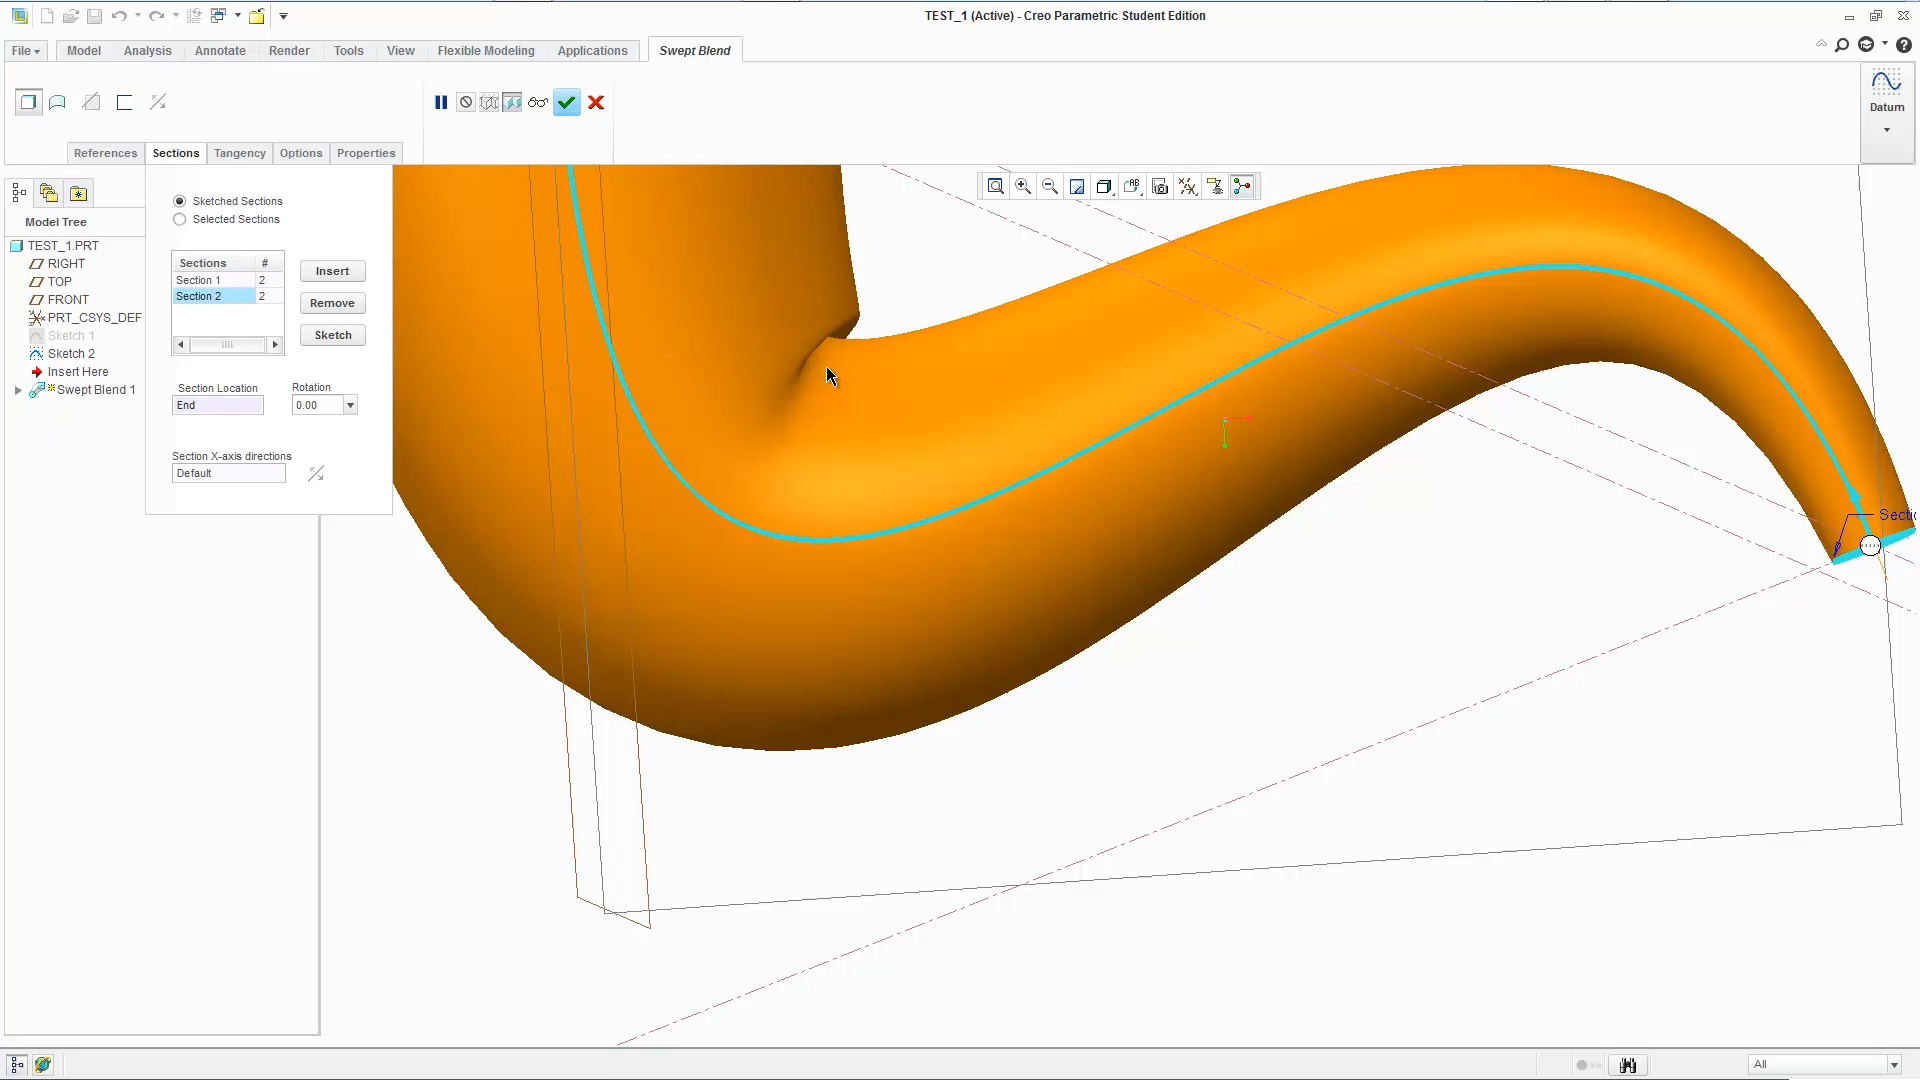 TEST_1 (Active) - Creo Parametric Student Edition
File
Model
Analysis
Annotate
Render
Tools
View
Flexible Modeling
Applications
Swept Blend
Datum
References
Sections
Tangency
Options
Properties
Model Tree
TEST_1.PRT
RIGHT
TOP
FRONT
PRT_CSYS_DEF
Sketch 1
Sketch 2
Insert Here
Swept Blend 1
Sketched Sections
Selected Sections
Sections #
Section 1 2
Section 2 2
Insert
Remove
Sketch
Section Location
Rotation
End
0.00
Section X-axis directions
Default
Secti
All